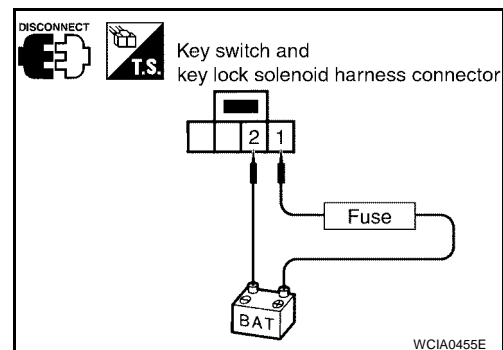 DISCONNECT
T.S.
Key switch and
key lock solenoid harness connector
2 1
Fuse
BAT
WCIA0455E